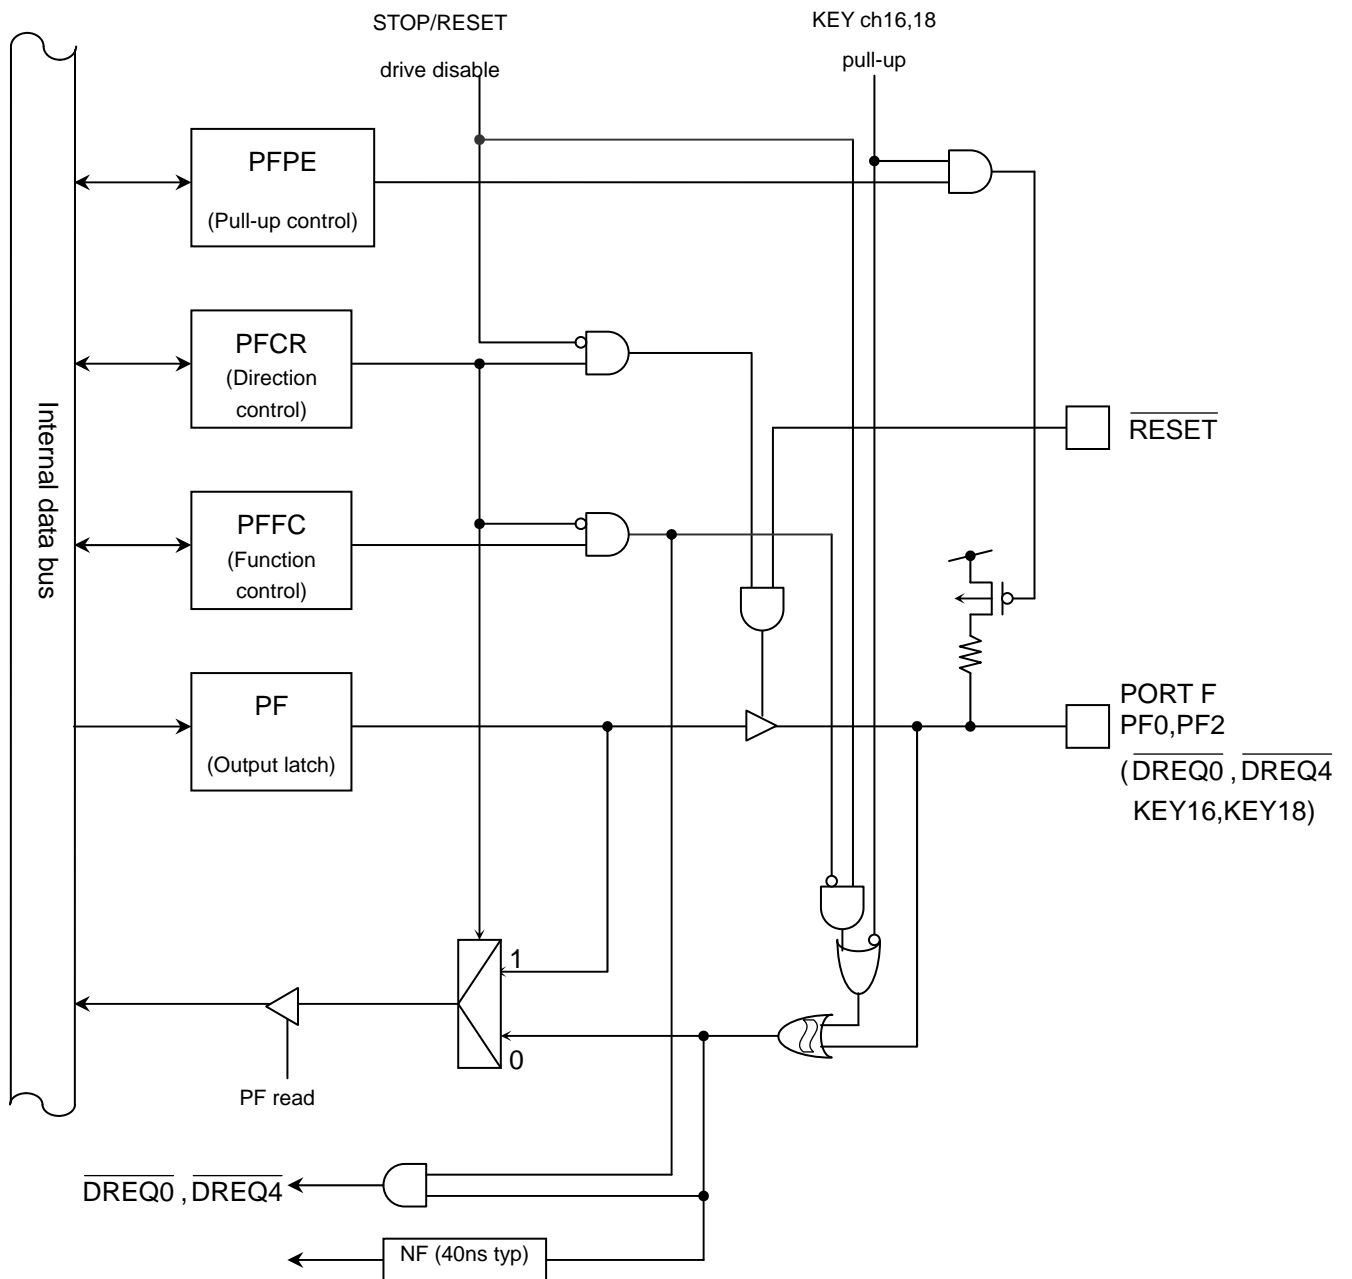 STOP/RESET
drive disable
KEY ch16,18
pull-up
PFPE
(Pull-up control)
PFCR
(Direction
control)
Internal data bus
RESET
PFFC
(Function
control)
PF
(Output latch)
PORT F
PF0,PF2
(DREQ0 , DREQ4
KEY16,KEY18)
1
0
PF read
DREQ0 , DREQ4
NF (40ns typ)